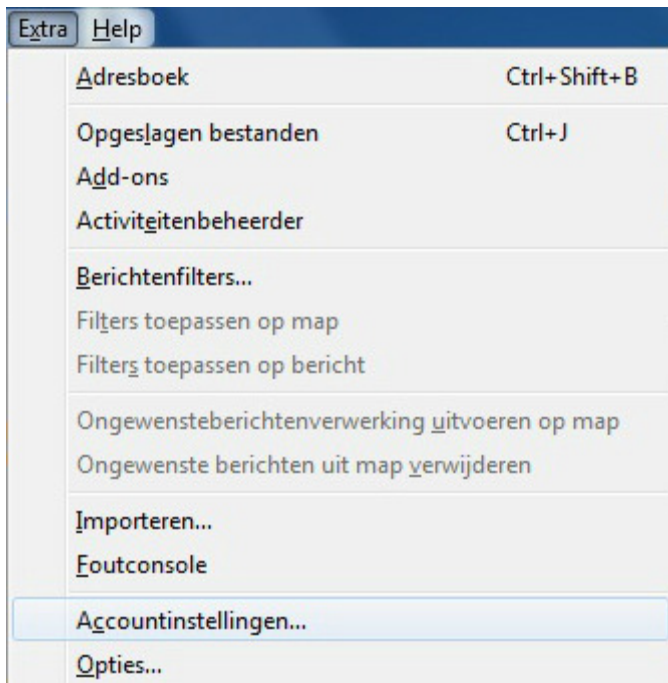 Extra Help
Adresboek Ctrl+Shift+B
Opgeslagen bestanden Ctrl+J
Add-ons
Activiteitenbeheerder
Berichtenfilters...
Filters toepassen op map
Filters toepassen op bericht
Ongewensteberichtenverwerking uitvoeren op map
Ongewenste berichten uit map verwijderen
Importeren...
Foutconsole
Accountinstellingen...
Opties...